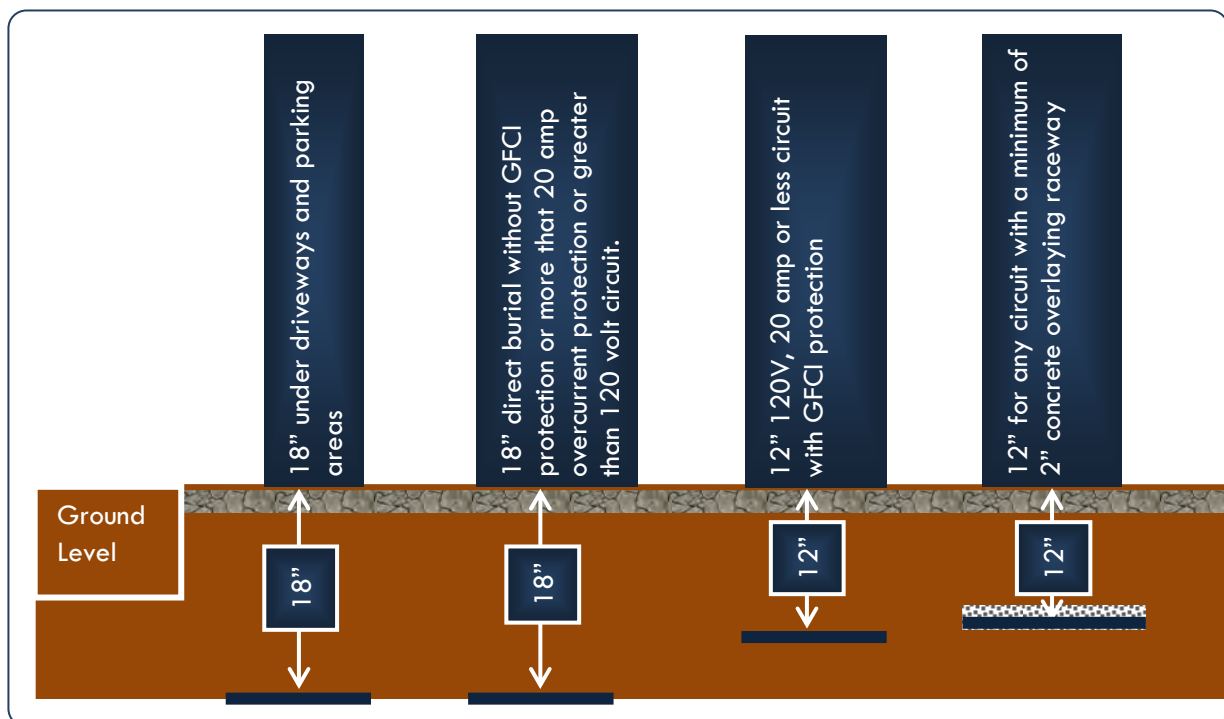 18” under driveways and parking
areas
18” direct burial without GFCI
protection or more that 20 amp
overcurrent protection or greater
than 120 volt circuit.
12” 120V, 20 amp or less circuit
with GFCI protection
12” for any circuit with a minimum of
2” concrete overlaying raceway
Ground
Level
18”
18”
12”
12”